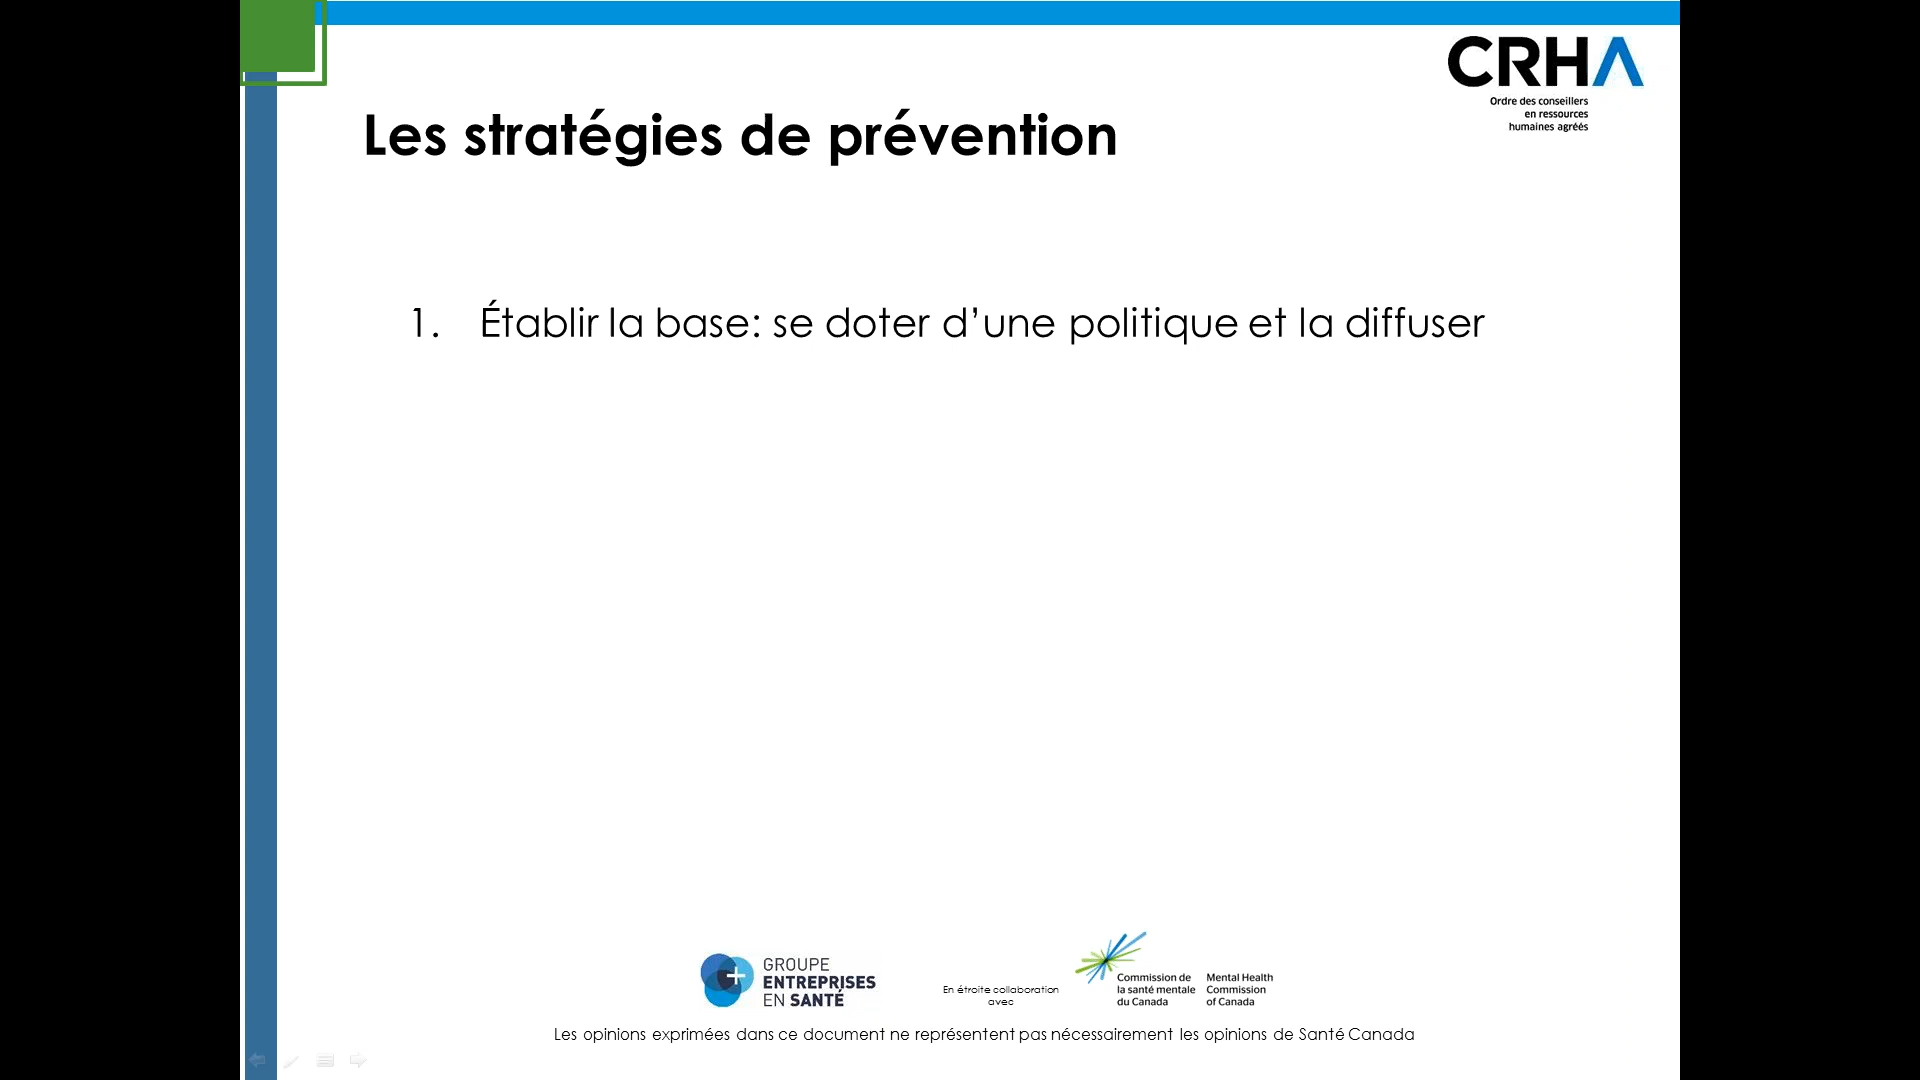 CRHA
Ordre des conseillers
en ressources
humaines agréés
Les stratégies de prévention
1. Établir la base: se doter d’une politique et la diffuser
GROUPE
ENTREPRISES
EN SANTÉ
En étroite collaboration
avec
Commission de
la santé mentale
du Canada
Mental Health
Commission
of Canada
Les opinions exprimées dans ce document ne représentent pas nécessairement les opinions de Santé Canada